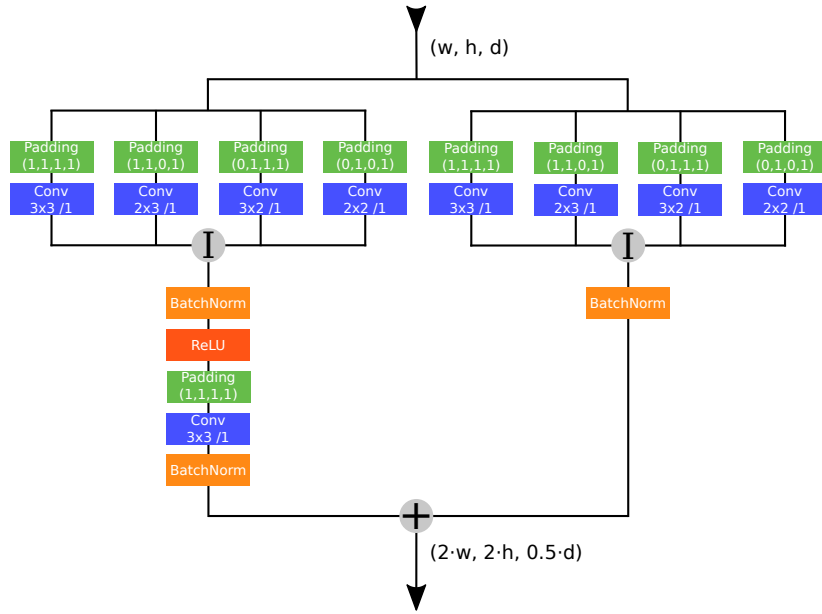 (w, h, d)
Padding
(1,1,1,1)
Padding
(1,1,0,1)
Padding
(0,1,1,1)
Padding
(0,1,0,1)
Padding
(1,1,1,1)
Padding
(1,1,0,1)
Padding
(0,1,1,1)
Padding
(0,1,0,1)
Conv
3x3 /1
Conv
2x3 /1
Conv
3x2 /1
Conv
2x2 /1
Conv
3x3 /1
Conv
2x3 /1
Conv
3x2 /1
Conv
2x2 /1
I
I
BatchNorm
BatchNorm
ReLU
Padding
(1,1,1,1)
Conv
3x3 /1
BatchNorm
+
(2·w, 2·h, 0.5·d)